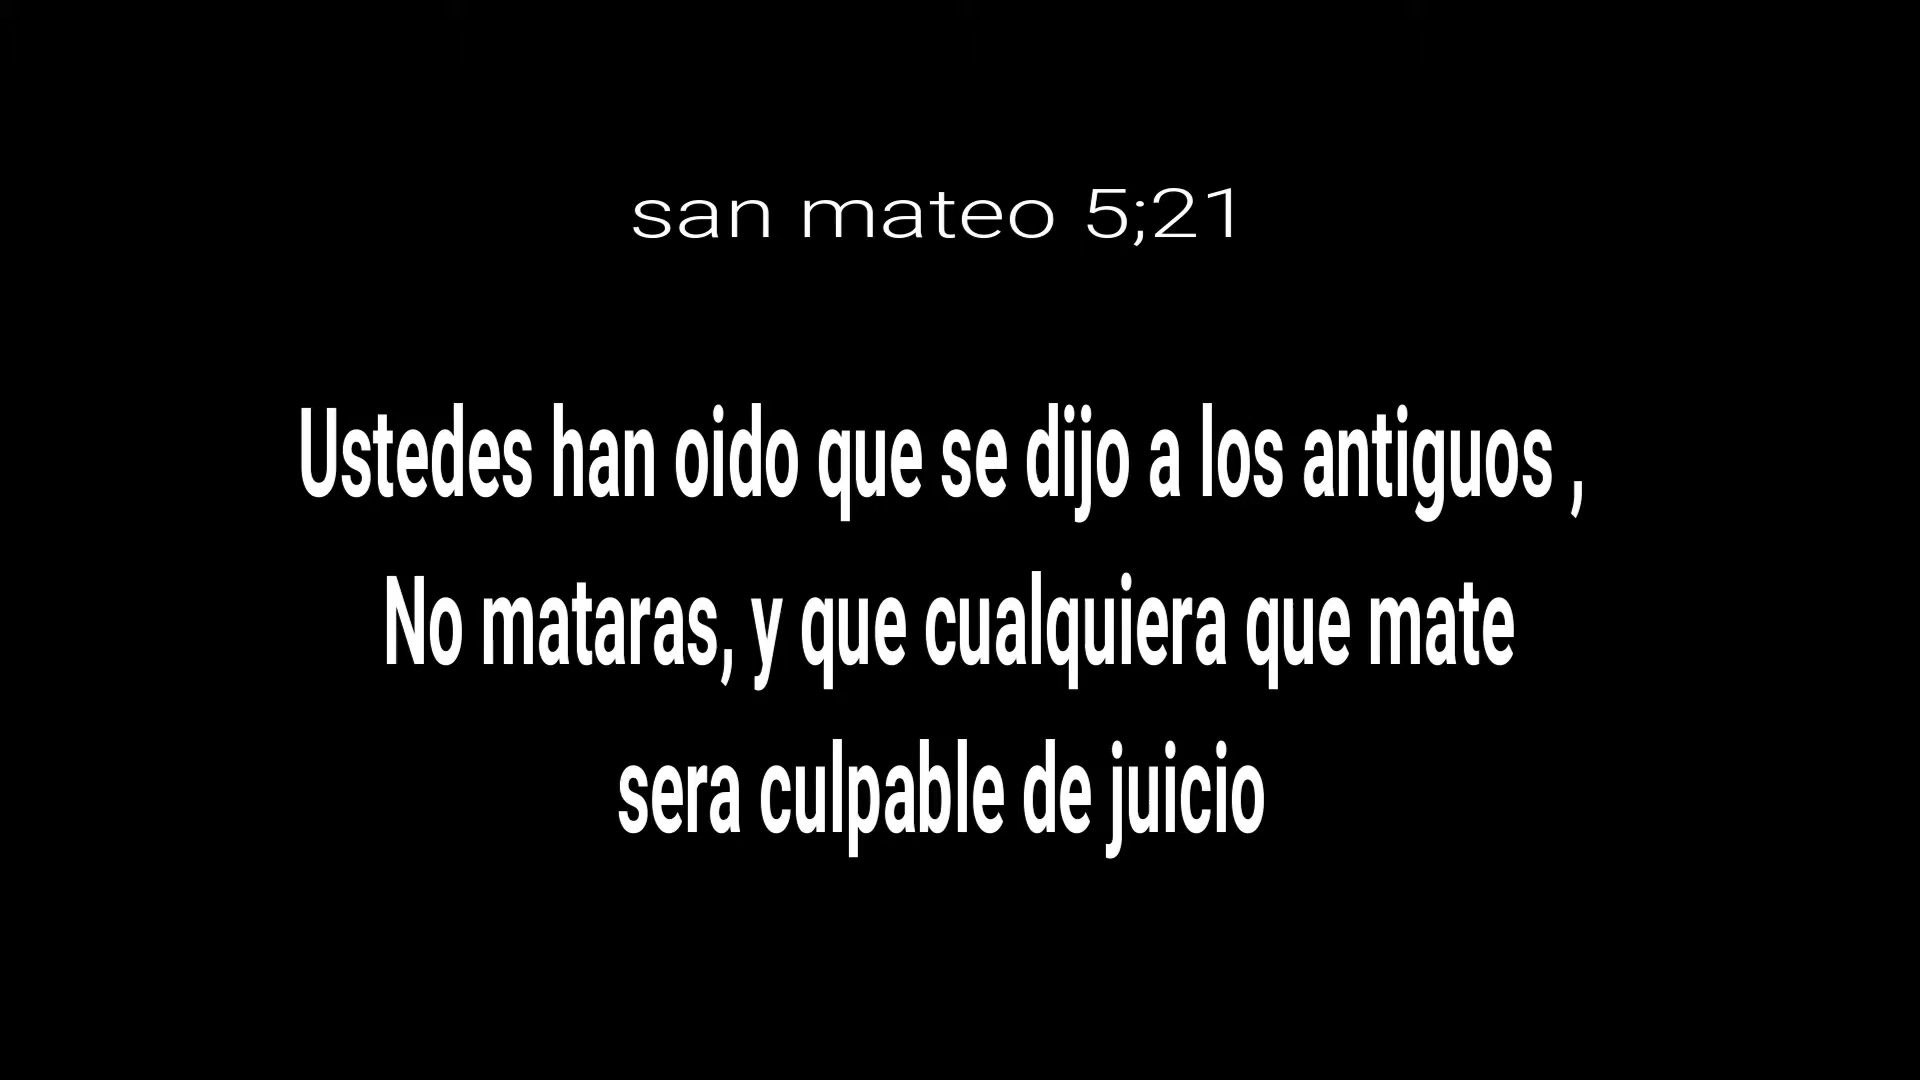 san mateo 5;21
Ustedes han oido que se dijo a los antiguos ,
No mataras, y que cualquiera que mate
sera culpable de juicio